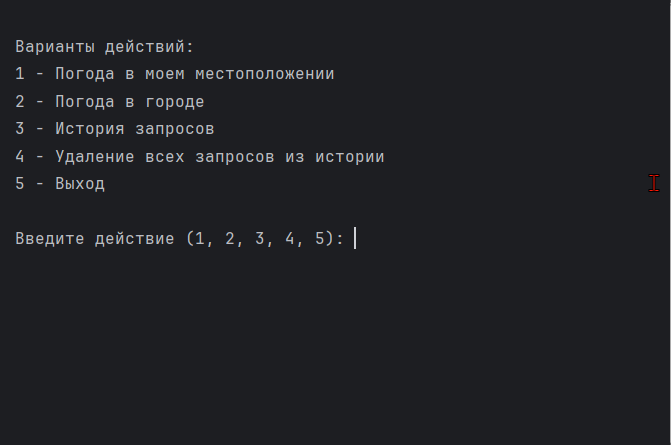 Варианты действий:
1 - Погода в моем местоположении
2 - Погода в городе
3 - История запросов
4 - Удаление всех запросов из истории
5 - Выход
Введите действие (1, 2, 3, 4, 5):